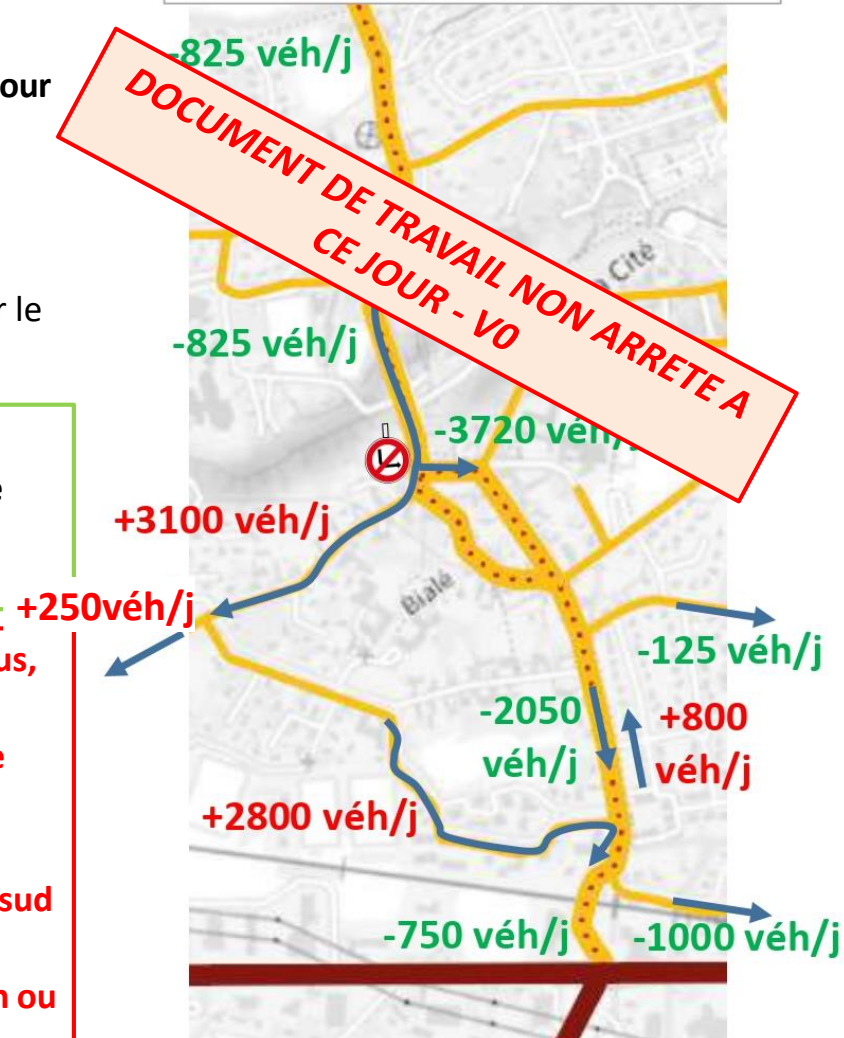 -825 véh/j
our
DOCUMENT DE TRAVAIL NON ARRETE A
CE JOUR - V0
Cité
r le
-825 véh/j
-3720 véh/j
e
+3100 véh/j
Bialé
+250véh/j
us,
-125 véh/j
-2050
véh/j
+800
véh/j
e
+2800 véh/j
sud
-750 véh/j
-1000 véh/j
n ou